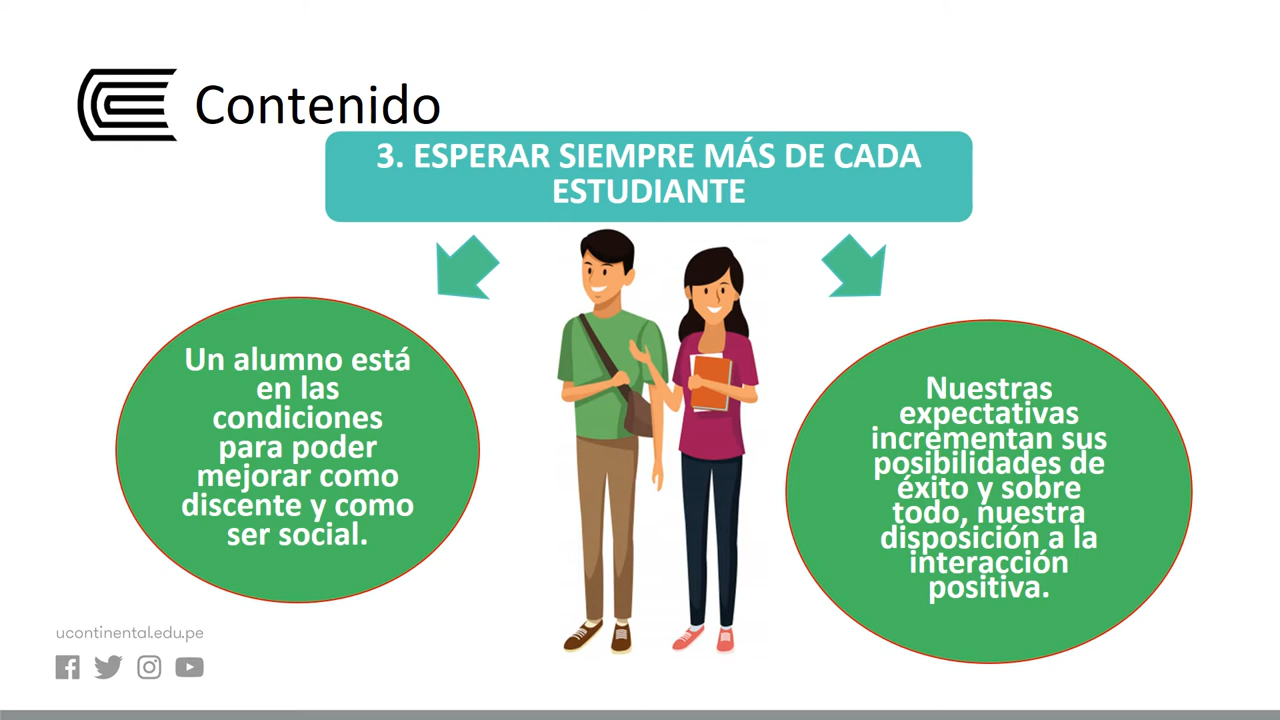 Contenido
3. ESPERAR SIEMPRE MÁS DE CADA
ESTUDIANTE
Un alumno está
en las
condiciones
para poder
mejorar como
discente y como
ser social.
Nuestras
expectativas
incrementan sus
posibilidades de
éxito y sobre
todo, nuestra
disposición a la
interacción
positiva.
ucontinental.edu.pe